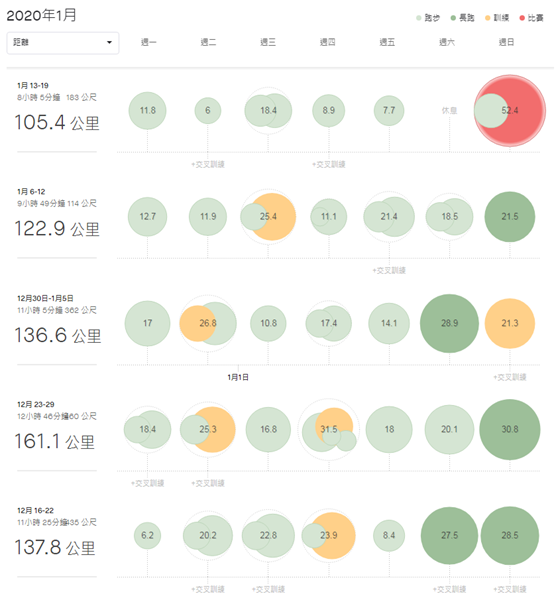 2020年1月
跑步 長跑 訓練 比賽
距離 週一 週二 週三 週四 週五 週六 週日
1月 13-19
8小時 5分鐘 183 公尺
105.4 公里
11.8 6 18.4 8.9 7.7 休息 52.4
+交叉訓練 +交叉訓練
1月 6-12
9小時 49分鐘 114 公尺
122.9 公里
12.7 11.9 25.4 11.1 21.4 18.5 21.5
+交叉訓練
12月30日-1月5日
11小時 5分鐘 362 公尺
136.6 公里
17 26.8 10.8 17.4 14.1 28.9 21.3
+交叉訓練
1月1日
12月 23-29
12小時 46分鐘 60 公尺
161.1 公里
18.4 25.3 16.8 31.5 18 20.1 30.8
+交叉訓練 +交叉訓練
12月 16-22
11小時 25分鐘 335 公尺
137.8 公里
6.2 20.2 22.8 23.9 8.4 27.5 28.5
+交叉訓練 +交叉訓練 +交叉訓練 +交叉訓練